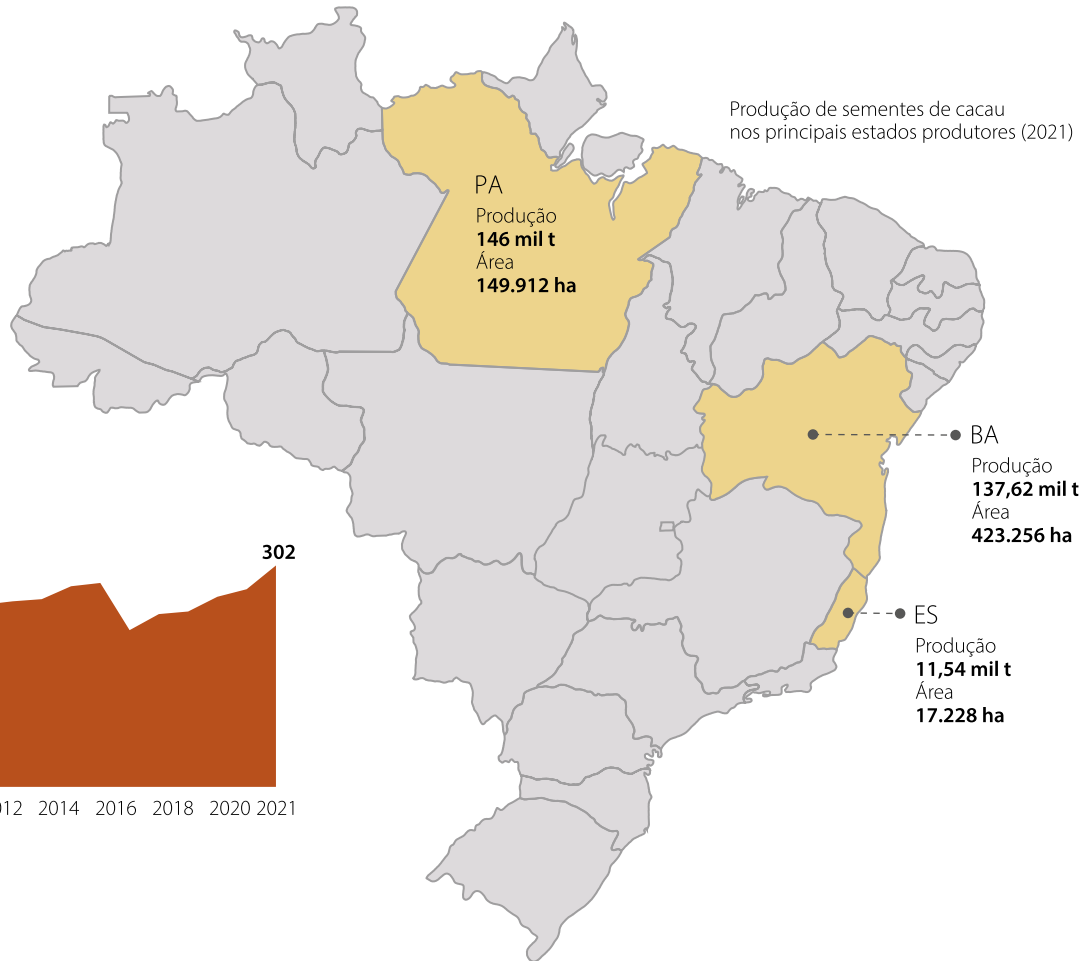 Produção de sementes de cacau
nos principais estados produtores (2021)
PA
Produção
146 mil t
Área
149.912 ha
BA
Produção
137,62 mil t
Área
423.256 ha
ES
Produção
11,54 mil t
Área
17.228 ha
302
2014 2016 2018 2020 2021